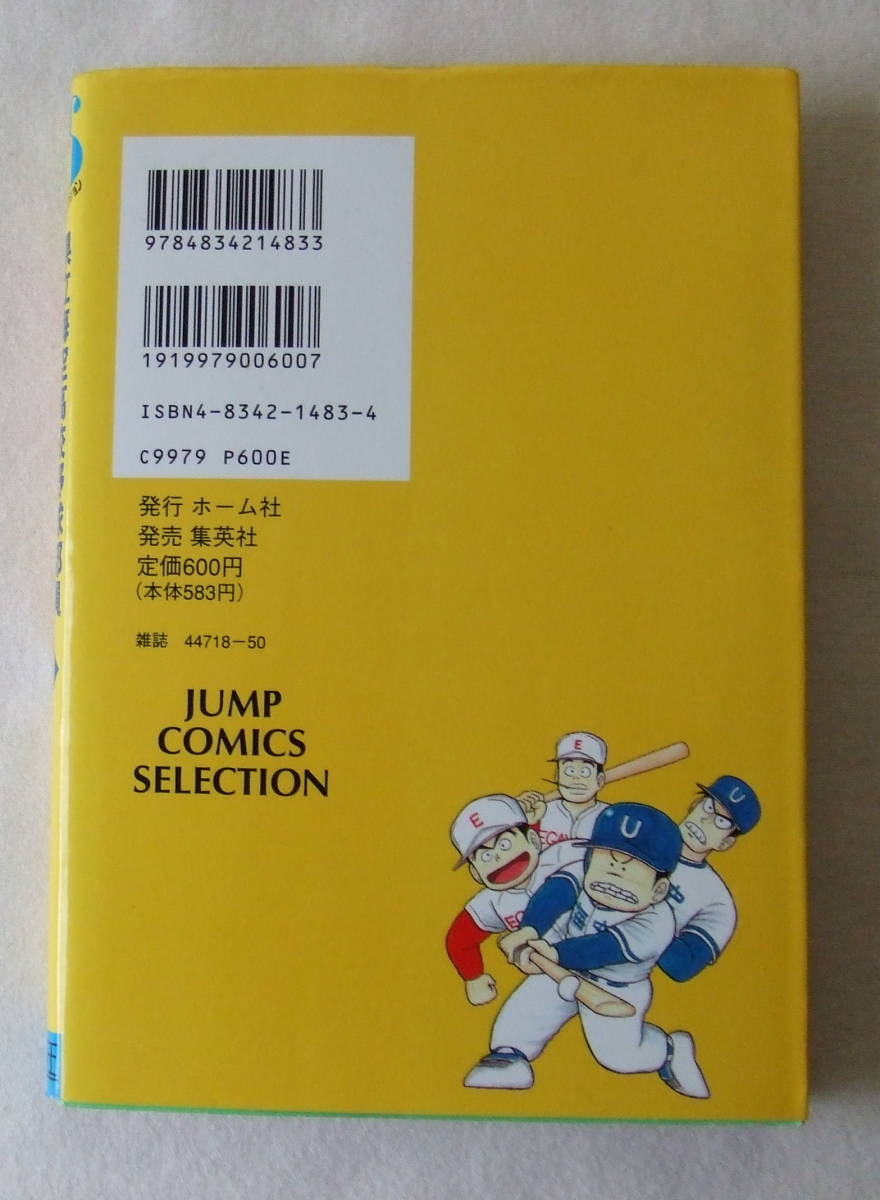 9784834214833
1919979006007
ISBN4-8342-1483-4
C9979 P600E
発行 ホーム社
発売 集英社
定価600円
(本体583円)
雑誌 44718-50
JUMP
COMICS
SELECTION
E
U
E
U